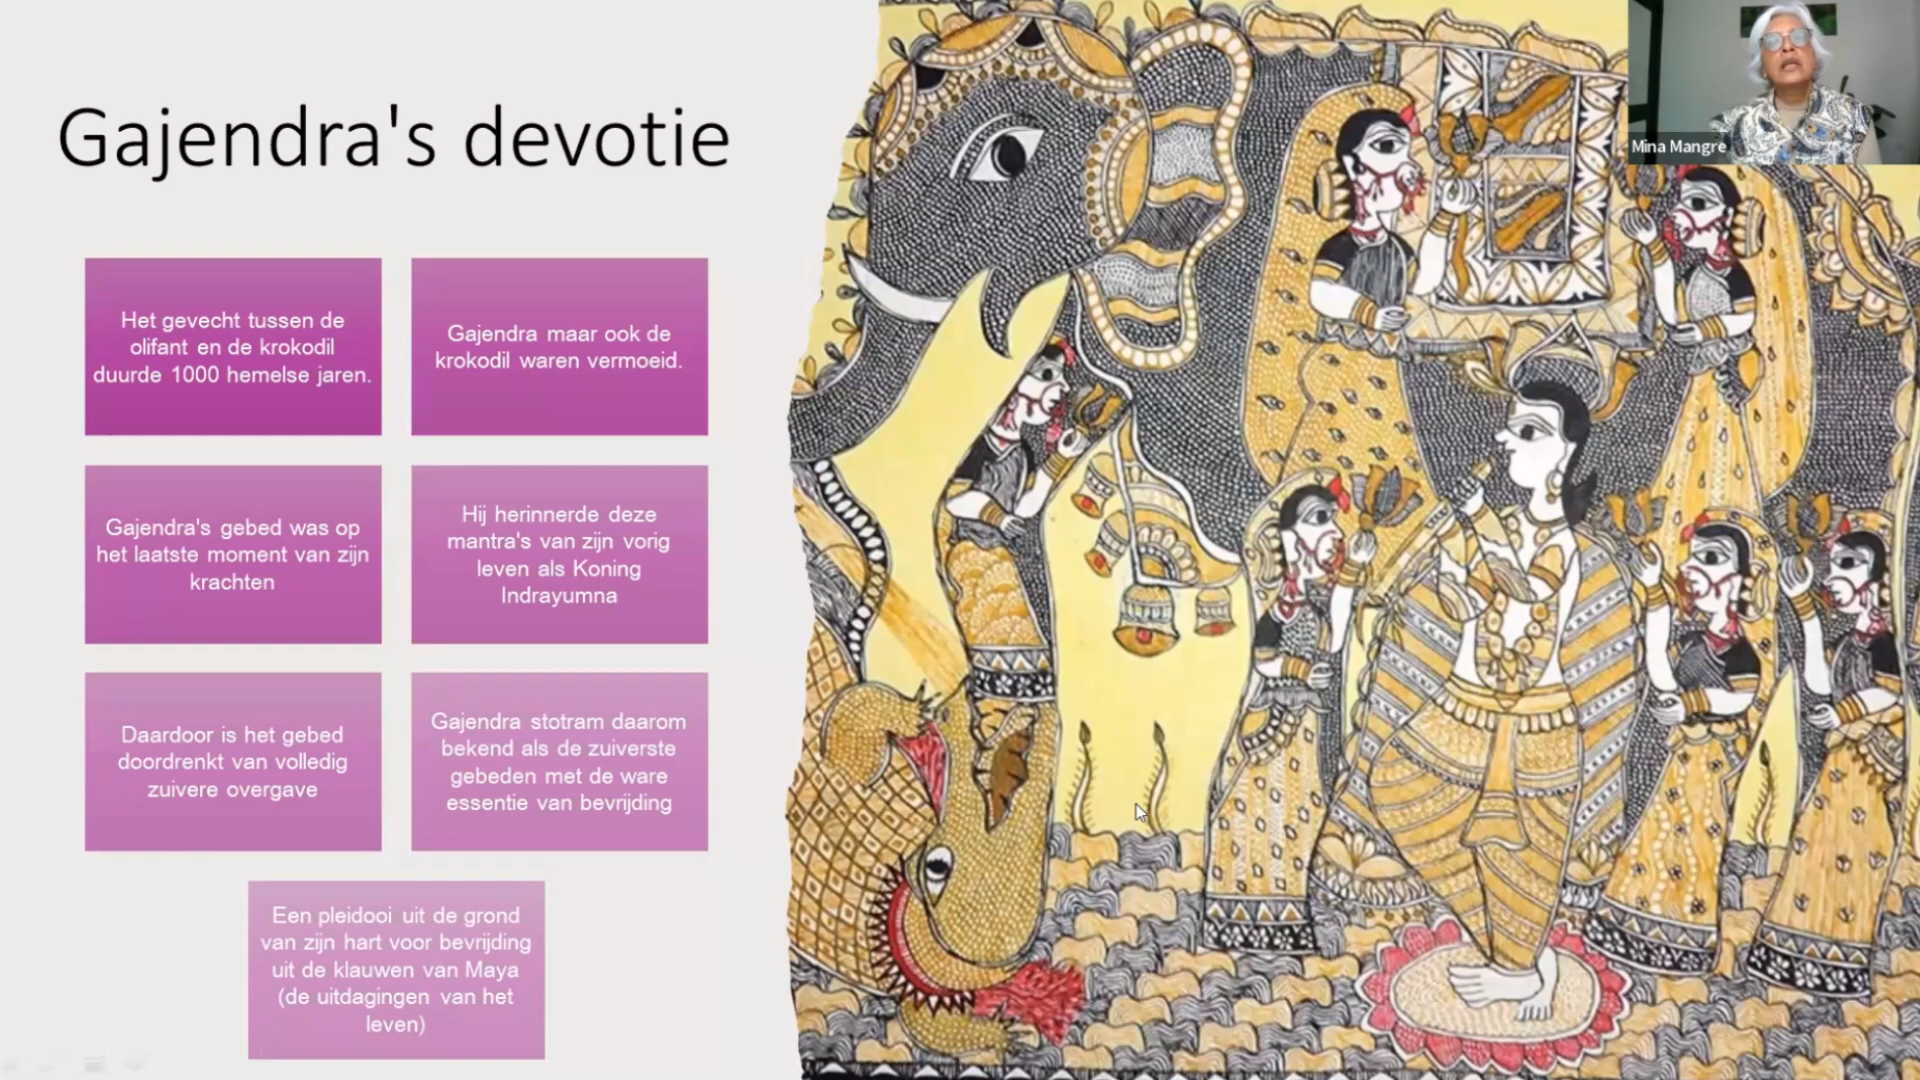 Gajendra's devotie
Het gevecht tussen de
olifant en de krokodil
duurde 1000 hemelse jaren.
Gajendra maar ook de
krokodil waren vermoeid.
Gajendra's gebed was op
het laatste moment van zijn
krachten
Hij herinnerde deze
mantra's van zijn vorig
leven als Koning
Indrayumna
Daardoor is het gebed
doordrenkt van volledig
zuivere overgave
Gajendra stotram daarom
bekend als de zuiverste
gebeden met de ware
essentie van bevrijding
Een pleidooi uit de grond
van zijn hart voor bevrijding
uit de klauwen van Maya
(de uitdagingen van het
leven)
Mina Mangre